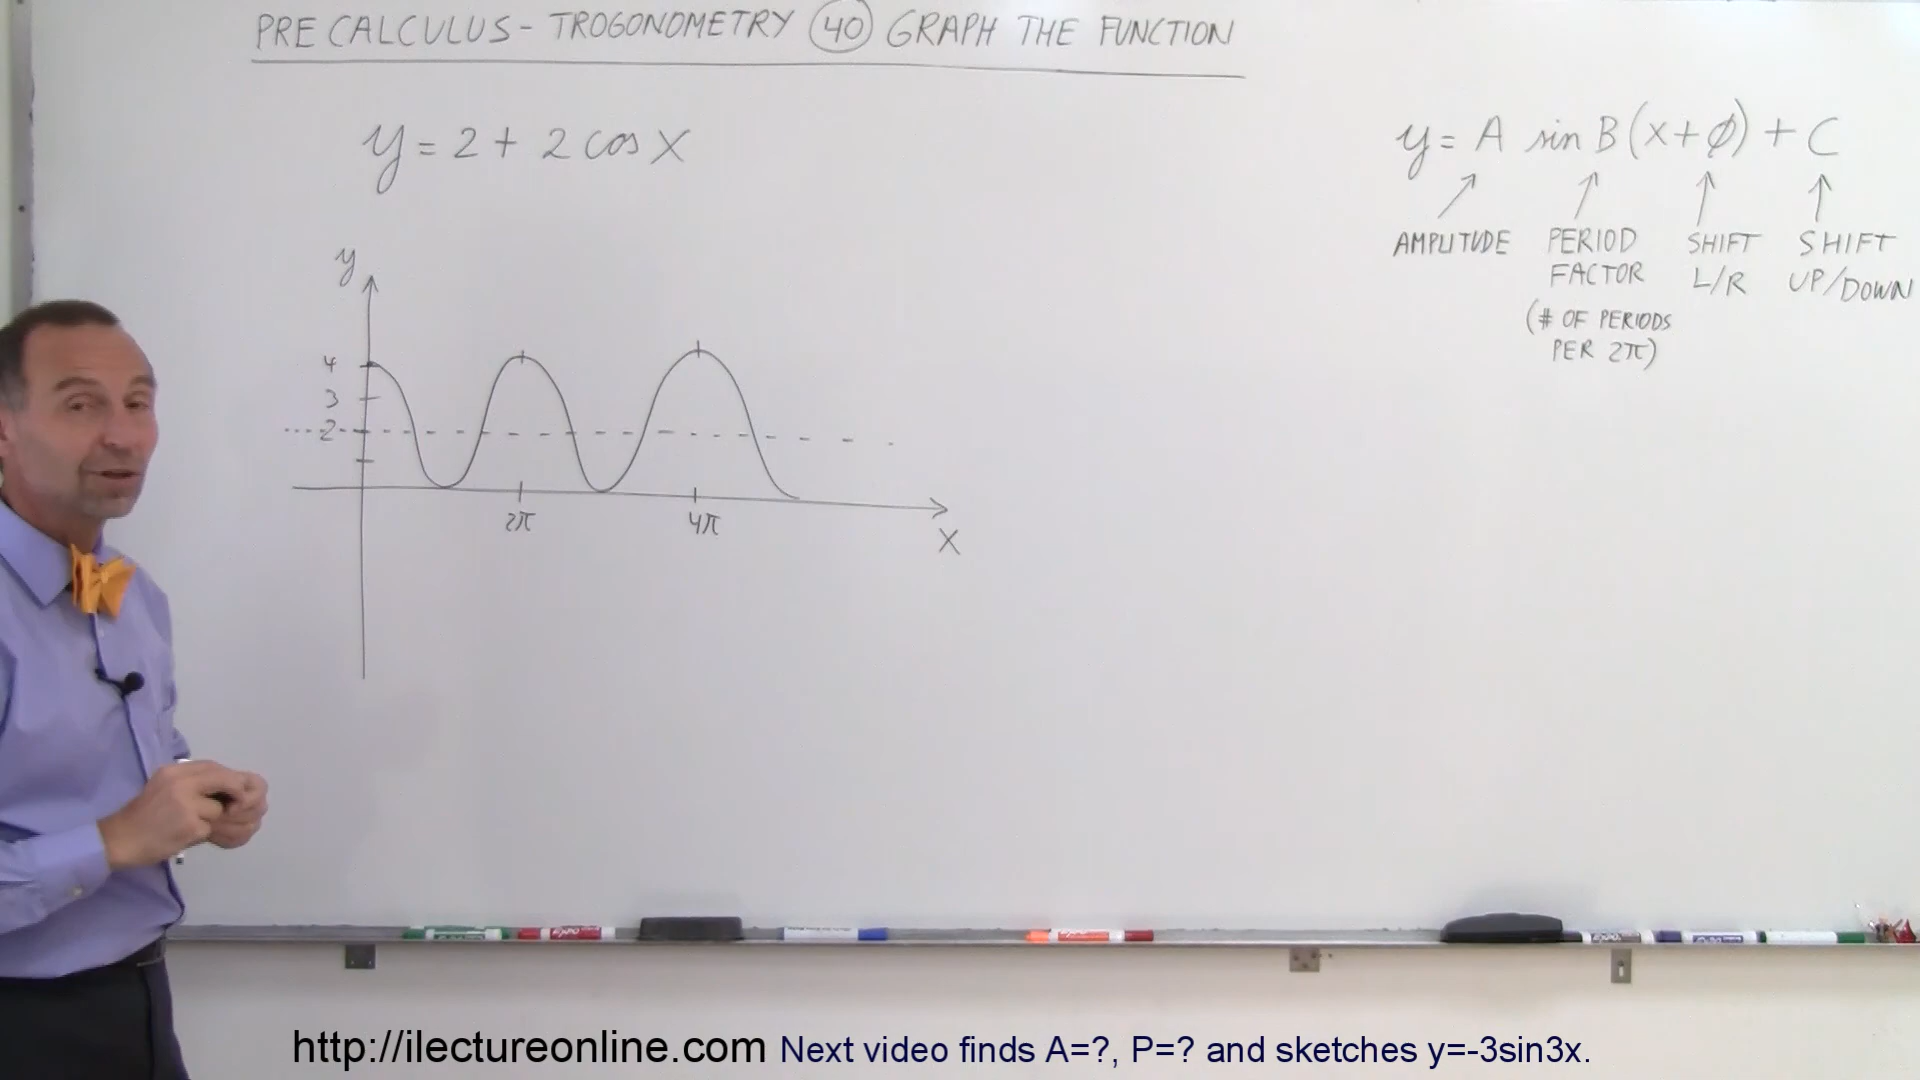 PRE CALCULUS - TROGONOMETRY 40 GRAPH THE FUNCTION
y = 2 + 2 cos x
y = A sin B(x + φ) + C
AMPLITUDE
PERIOD
FACTOR
(# OF PERIODS
PER 2π)
SHIFT
L/R
SHIFT
UP/DOWN
y
4
3
2
2π
4π
X
http://ilectureonline.com Next video finds A=?, P=? and sketches y=-3sin3x.